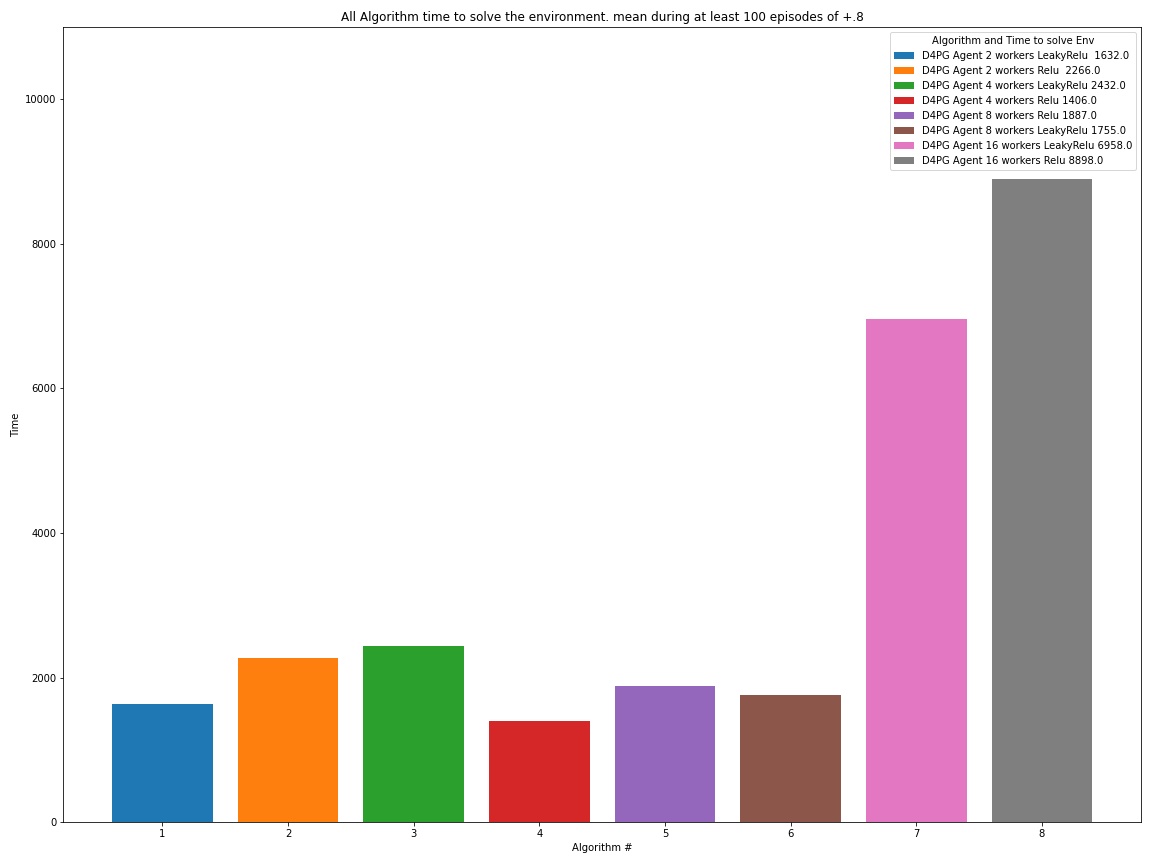 All Algorithm time to solve the environment. mean during at least 100 episodes of +.8
Algorithm and Time to solve Env
D4PG Agent 2 workers LeakyRelu  1632.0
D4PG Agent 2 workers Relu  2266.0
D4PG Agent 4 workers LeakyRelu 2432.0
D4PG Agent 4 workers Relu 1406.0
D4PG Agent 8 workers Relu 1887.0
D4PG Agent 8 workers LeakyRelu 1755.0
D4PG Agent 16 workers LeakyRelu 6958.0
D4PG Agent 16 workers Relu 8898.0
10000
8000
6000
4000
2000
0
Time
1 2 3 4 5 6 7 8
Algorithm #